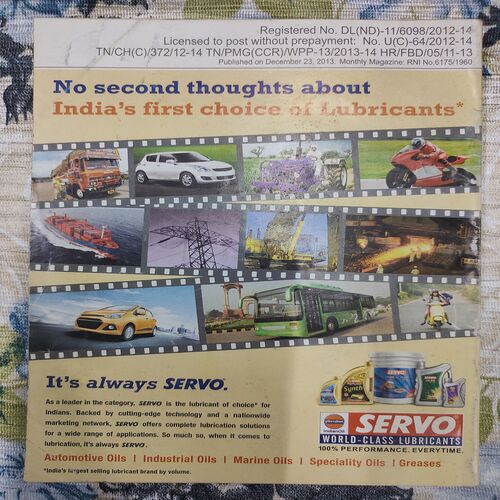 Registered No. DL(ND)-11/6098/2012-14
Licensed to post without prepayment: No. U(C)-64/2012-14
TN/CH(C)/372/12-14 TN/PMG(CCR)/WPP-13/2013-14 HR/FBD/05/11-13
Published on December 23, 2013. Monthly Magazine: RNI No.6175/1960
No second thoughts about
India's first choice of Lubricants*
It's always SERVO.
As a leader in the category, SERVO is the lubricant of choice* for
Indians. Backed by cutting-edge technology and a nationwide
marketing network, SERVO offers complete lubrication solutions
for a wide range of applications. So much so, when it comes to
lubrication, it's always SERVO.
IndianOil
SERVO
WORLD-CLASS LUBRICANTS
100% PERFORMANCE. EVERYTIME.
Automotive Oils | Industrial Oils | Marine Oils | Speciality Oils | Greases
*India's largest selling lubricant brand by volume.